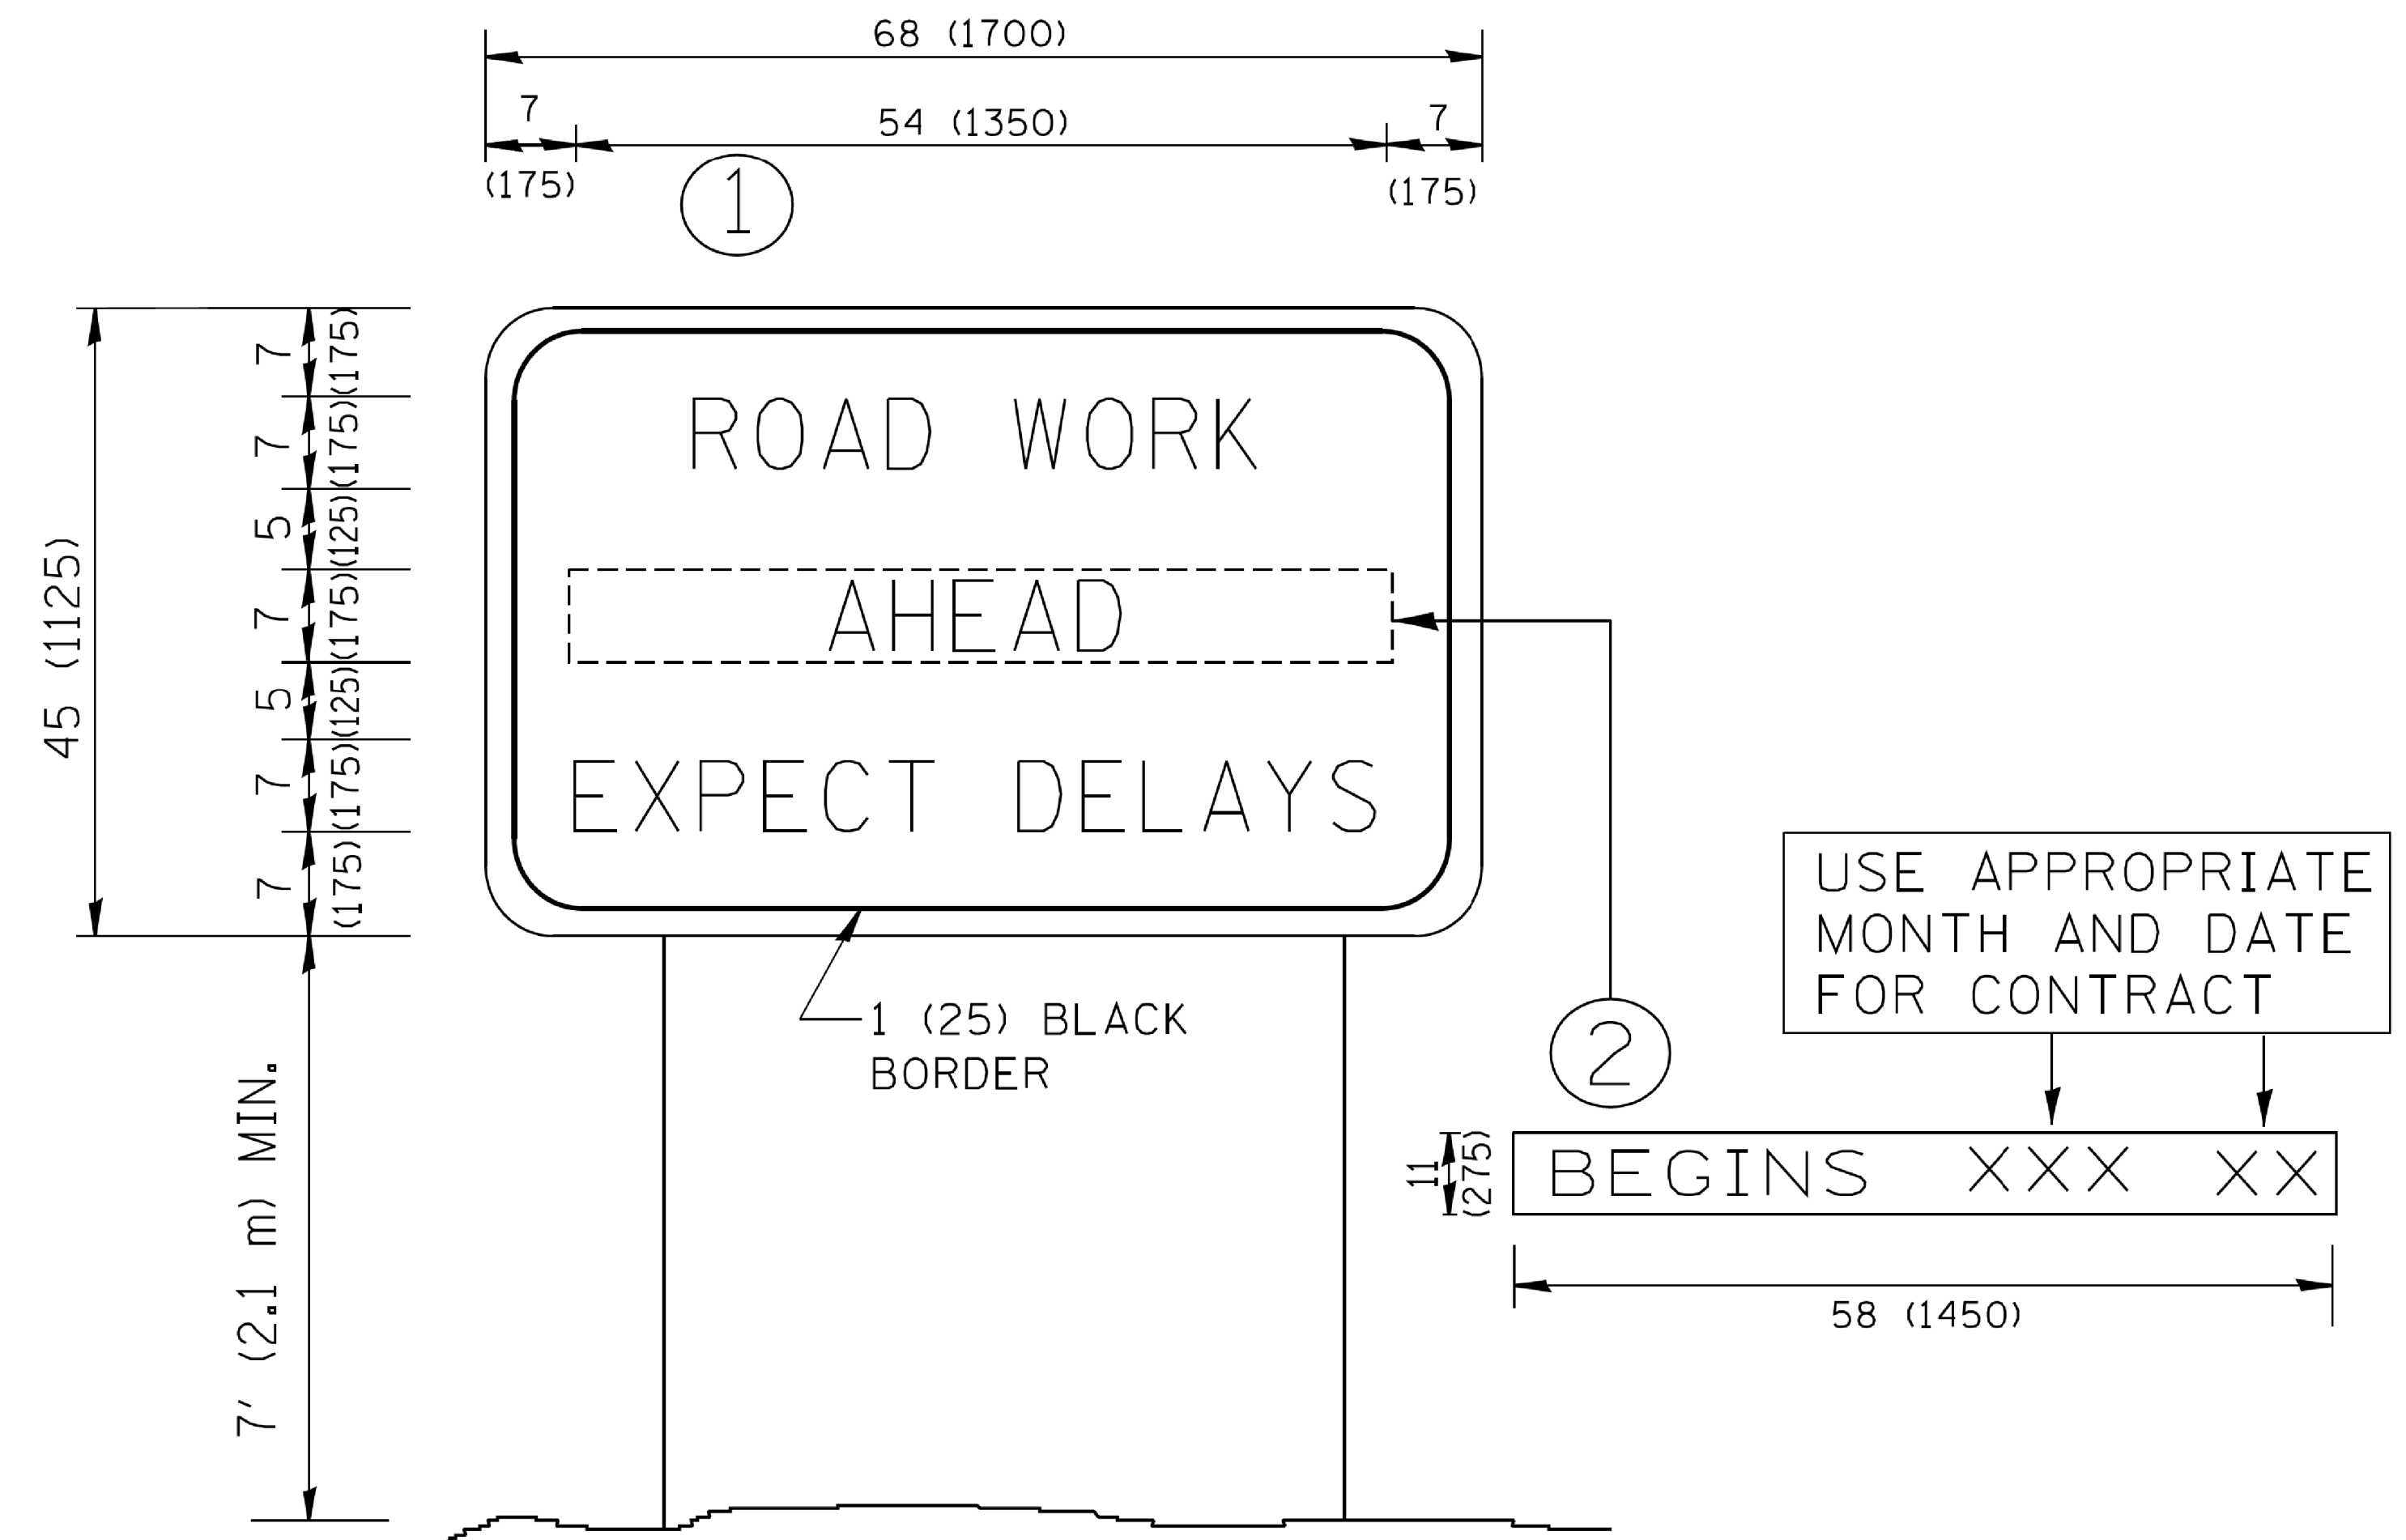 68 (1700)
7
54 (1350)
7
(175)
(175)
1
45 (1125)
7 (175)
7 (175)
5 (125)
7 (175)
5 (125)
7 (175)
7 (175)
ROAD WORK
AHEAD
EXPECT DELAYS
1 (25) BLACK
BORDER
7' (2.1 m) MIN.
2
USE APPROPRIATE
MONTH AND DATE
FOR CONTRACT
11
(275)
BEGINS XXX XX
58 (1450)